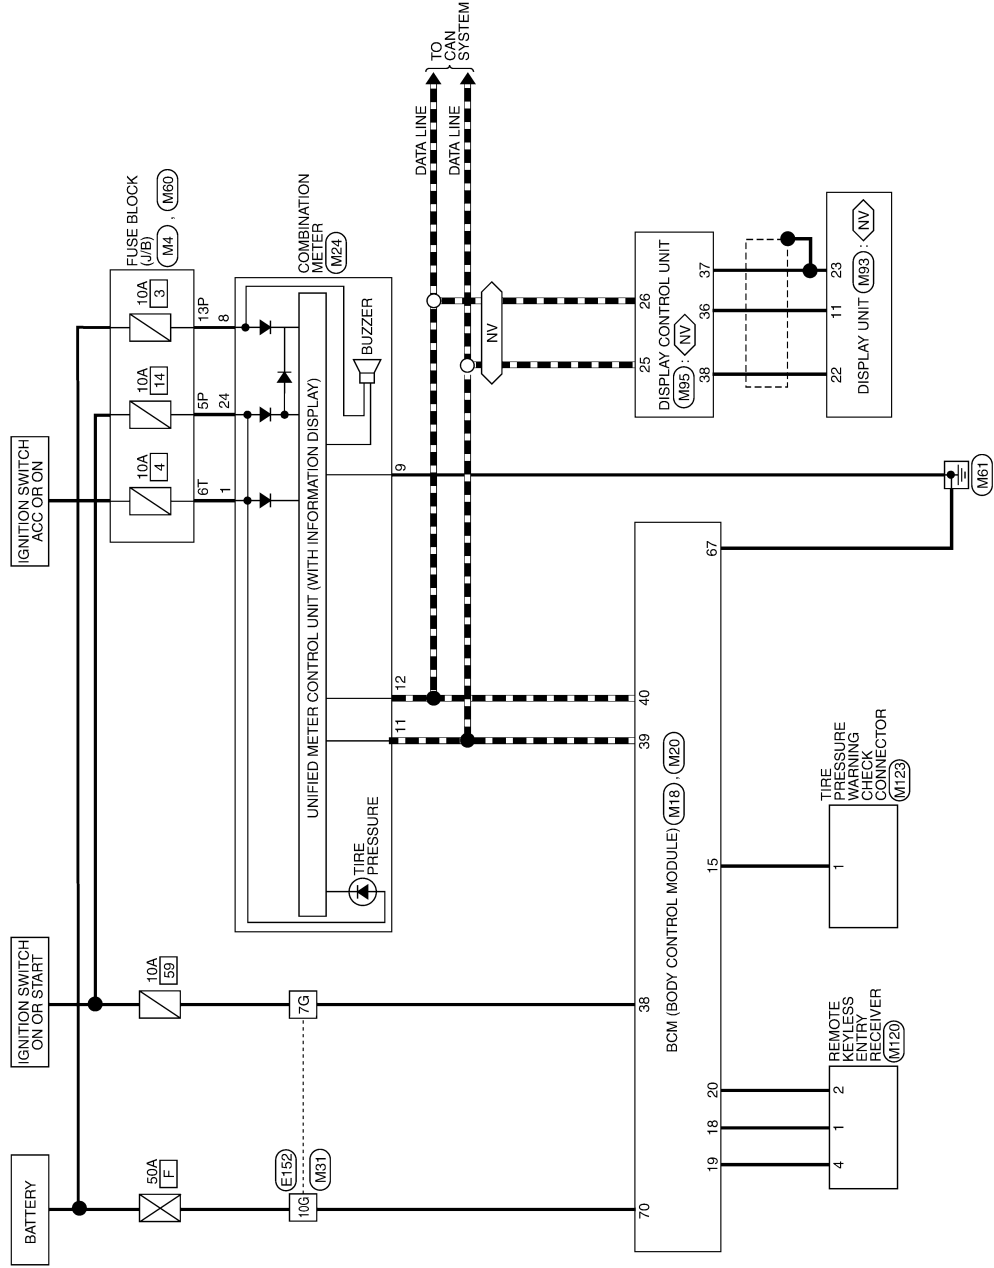 BATTERY
IGNITION SWITCH
ON OR START
IGNITION SWITCH
ACC OR ON
50A
F
10A
59
10A
4
10A
14
10A
3
FUSE BLOCK
(J/B)
M4 , M60
6T
5P
13P
1
24
8
COMBINATION
METER
M24
E152
M31
10G
7G
UNIFIED METER CONTROL UNIT (WITH INFORMATION DISPLAY)
TIRE
PRESSURE
BUZZER
11
12
9
DATA LINE
DATA LINE
TO
CAN
SYSTEM
NV
70
38
39
40
25
26
BCM (BODY CONTROL MODULE) M18 , M20
DISPLAY CONTROL UNIT
M95 : NV
19
18
20
15
67
38
36
37
M61
REMOTE
KEYLESS
ENTRY
RECEIVER
M120
4
1
2
TIRE
PRESSURE
WARNING
CHECK
CONNECTOR
M123
1
22
11
23
DISPLAY UNIT M93 : NV